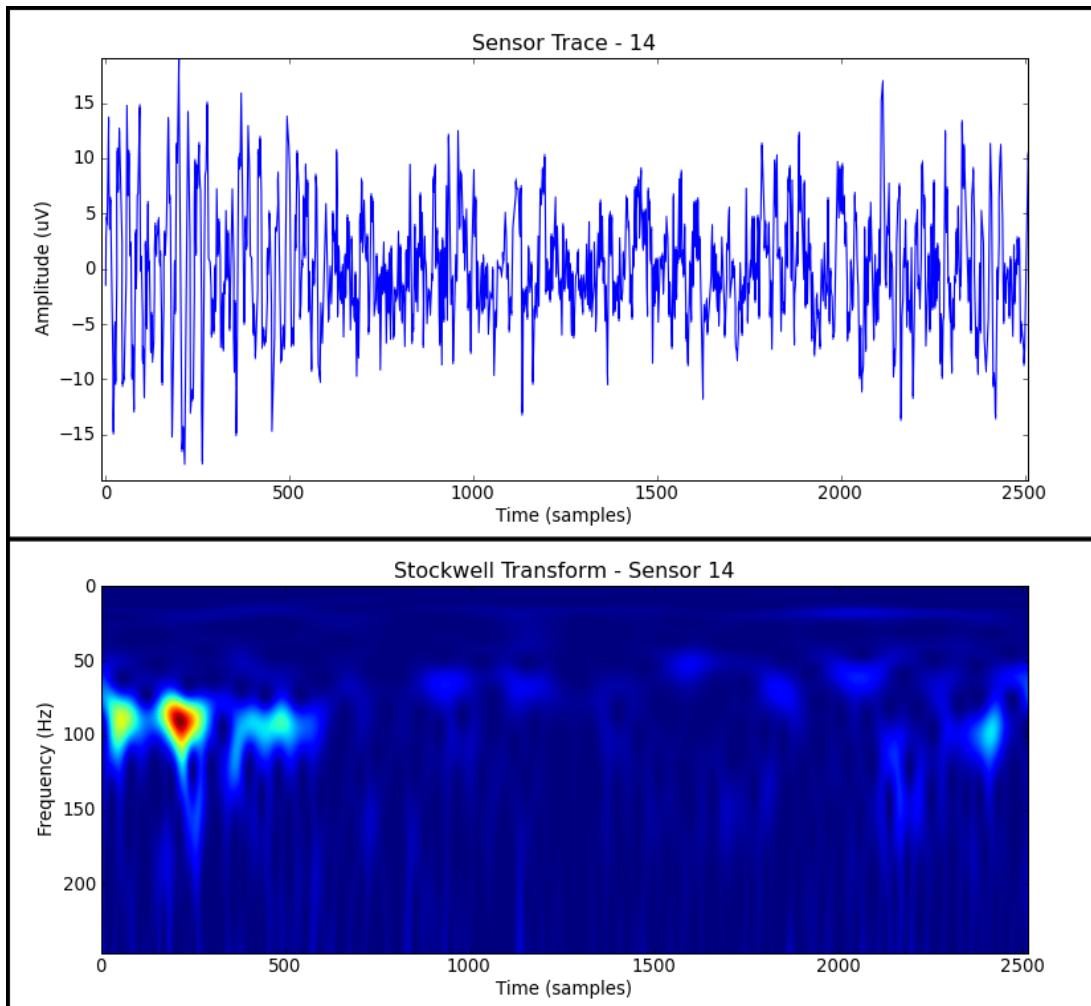 Sensor Trace - 14
Amplitude (uV)
15
10
5
0
−5
−10
−15
0 500 1000 1500 2000 2500
Time (samples)
Stockwell Transform - Sensor 14
Frequency (Hz)
0
50
100
150
200
0 500 1000 1500 2000 2500
Time (samples)